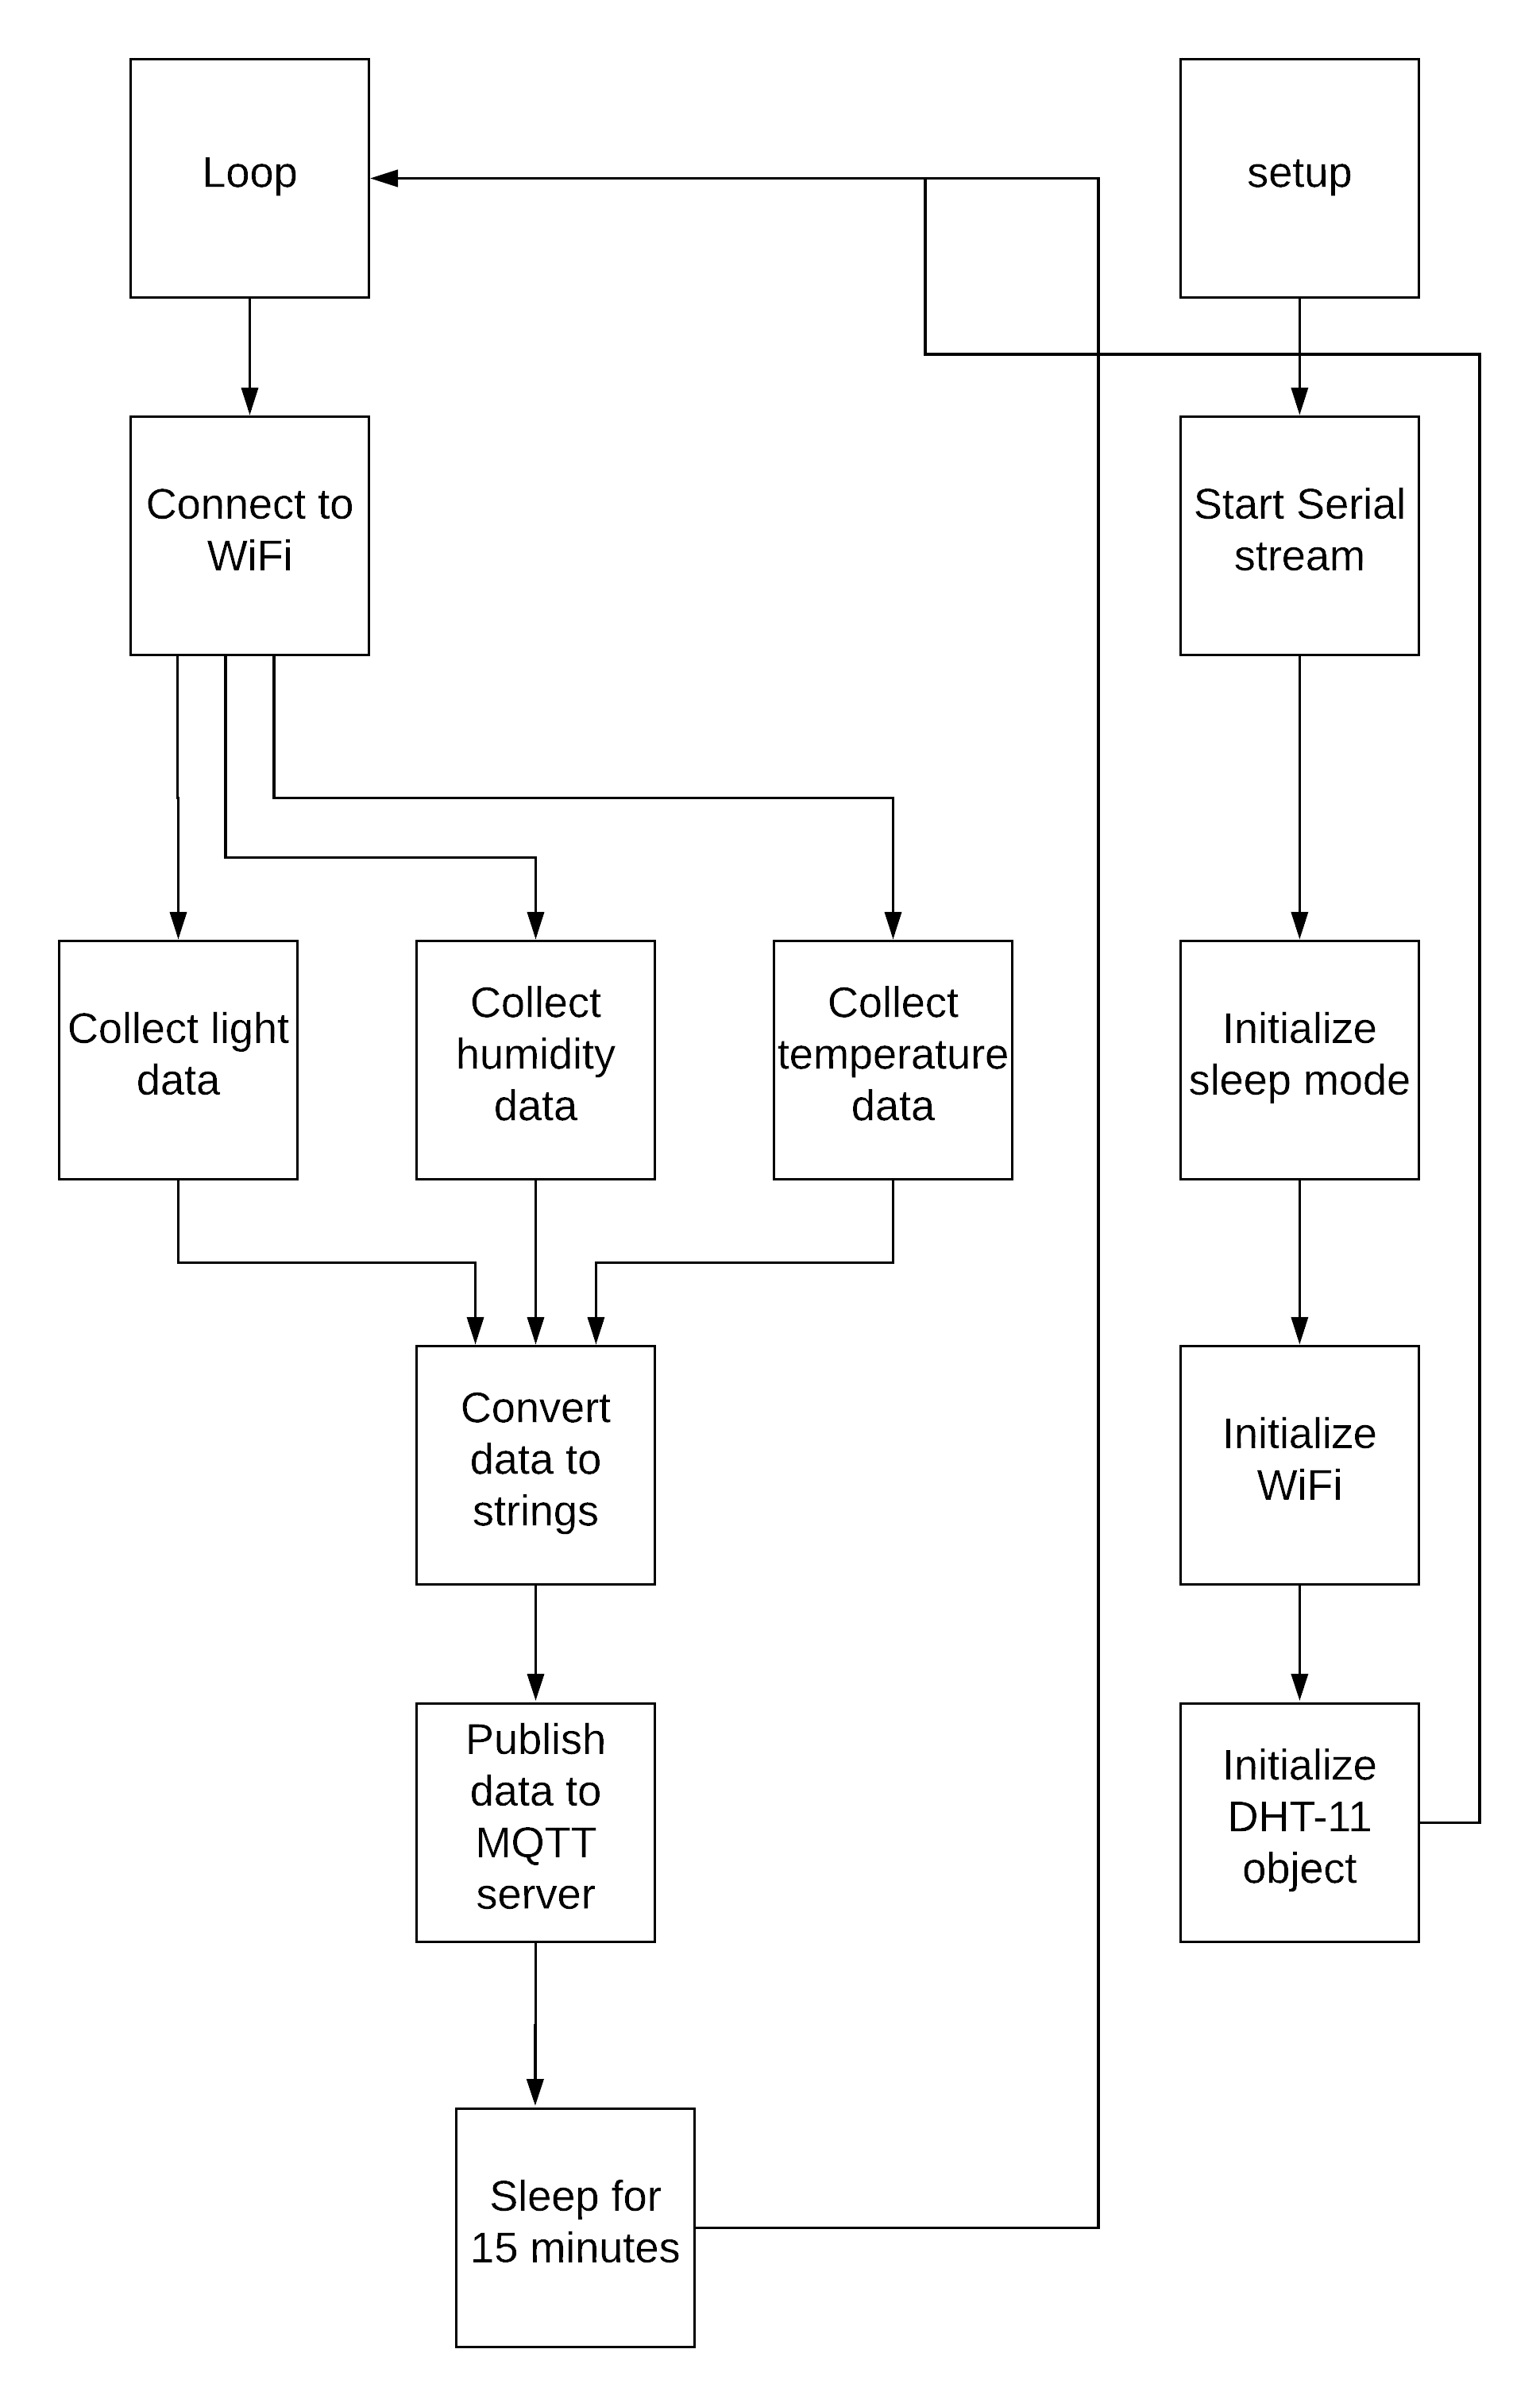 Loop
setup
Connect to
WiFi
Start Serial
stream
Collect light
data
Collect
humidity
data
Collect
temperature
data
Initialize
sleep mode
Convert
data to
strings
Initialize
WiFi
Publish
data to
MQTT
server
Initialize
DHT-11
object
Sleep for
15 minutes